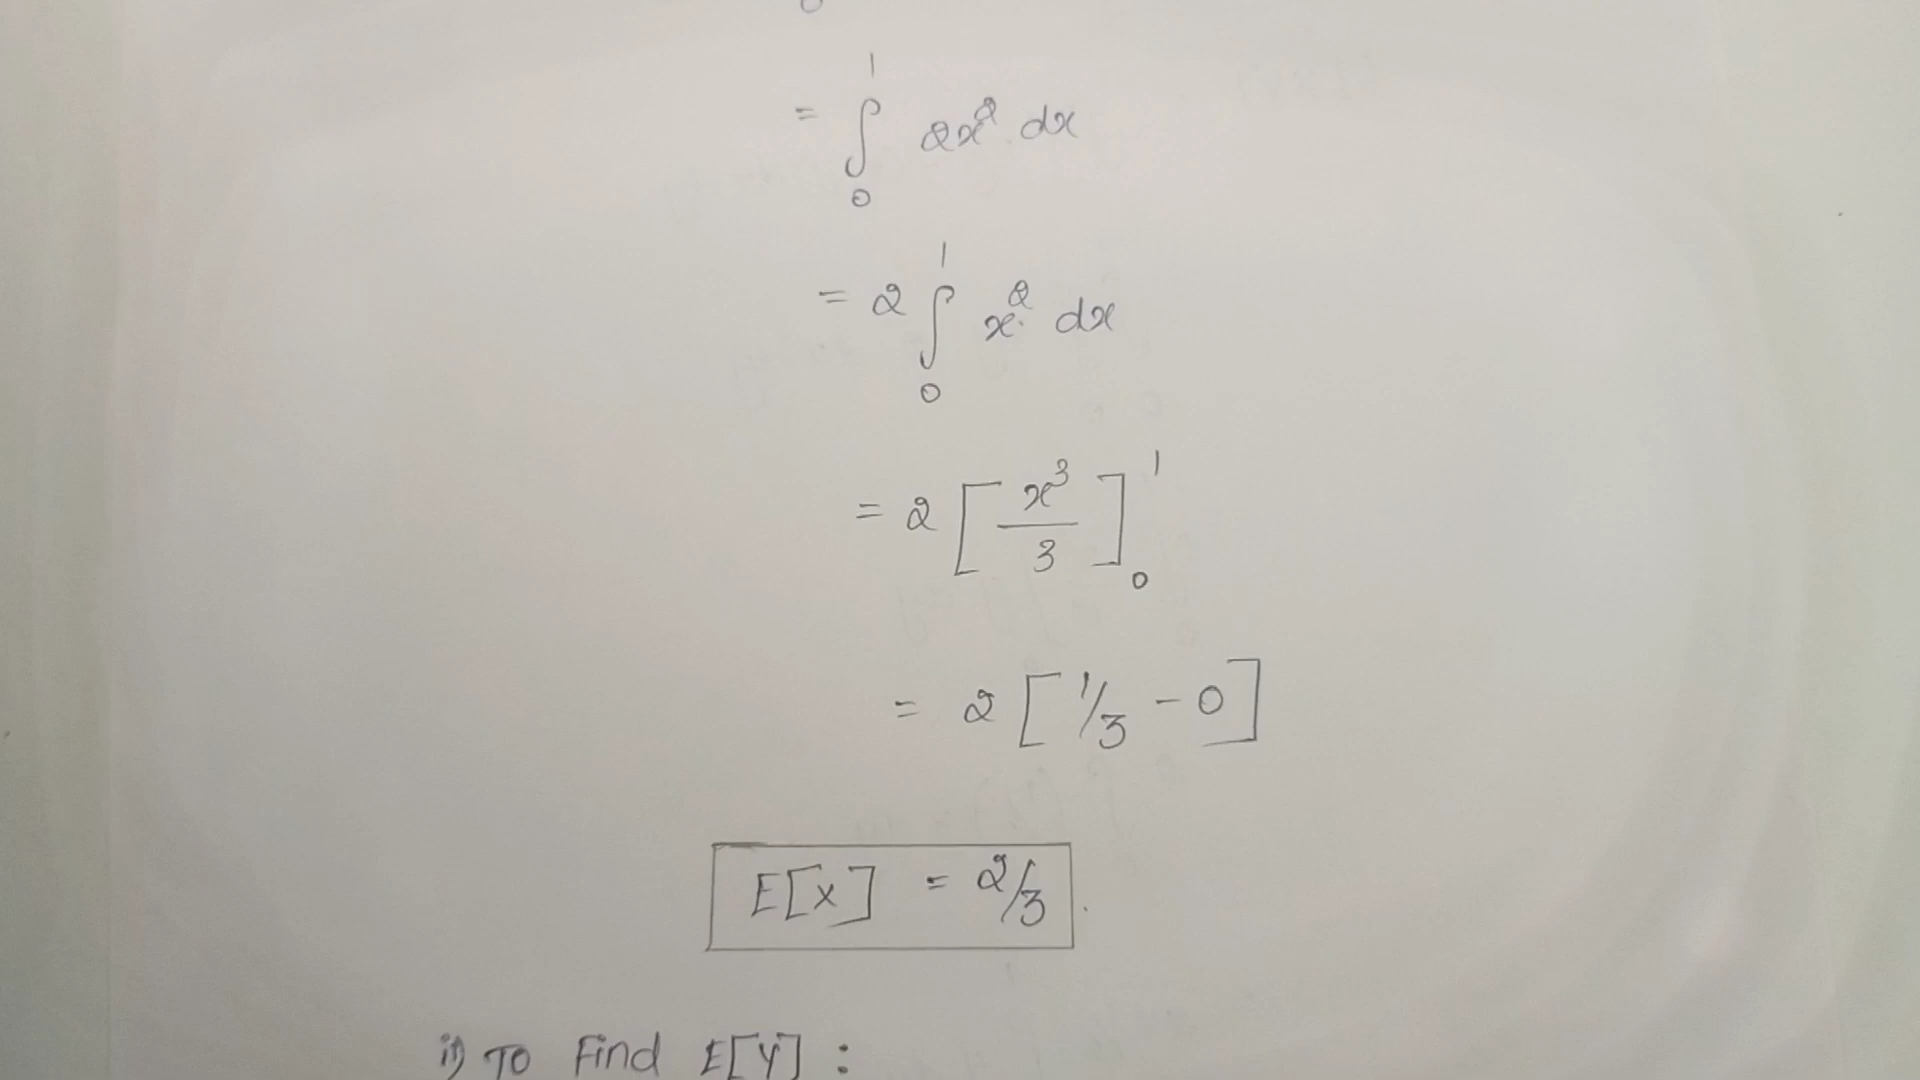 = ∫₀¹ 2x² dx
= 2 ∫₀¹ x² dx
= 2 [x³/3]₀¹
= 2 [1/3 - 0]
E[X] = 2/3.
ii) To Find E[Y] :